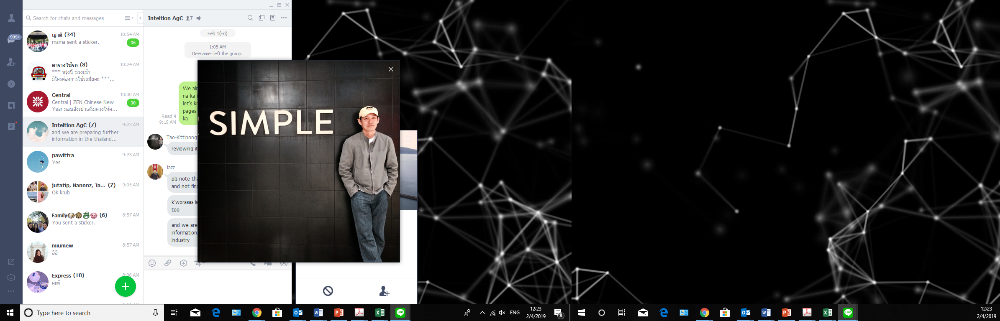 Search for chats and messages
999+
ญาติ (34)
10:54 AM
mama sent a sticker.
35
ตารางใช้รถ (8)
10:24 AM
*** พรุ่งนี้ ช่วงเช้า
มีใครต้องการใช้รถมั้ยคะ ***...
Central
10:00 AM
Central | ZEN Chinese New
Year มอบอั่งเปาเสริมดวงให้ค...
30
Inteltion AgC (7)
9:23 AM
and we are preparing further
information in the thailand...
pawittra
9:23 AM
Yes
jutatip, Nannnz, Ja... (7)
9:05 AM
Ok krub
Family🐶🐵🐲🐷 (6)
8:57 AM
You sent a sticker.
miumew
8:57 AM
อิอิ
Express (10)
8:06 AM
ค่ะพี่
Inteltion AgC 7
Feb 1(Fri)
1:05 AM
Deesamer left the group.
We alr
na ka i
let's kn
pages
ka
Read 4
9:19 AM
Tao-Kittipong
reviewing it
Jazz
plz note tha
and not fina
k'worasas is
too
and we are
information
industry
SIMPLE
Type here to search
ENG
12:23
2/4/2019
8
LINE
12:23
2/4/2019
LINE